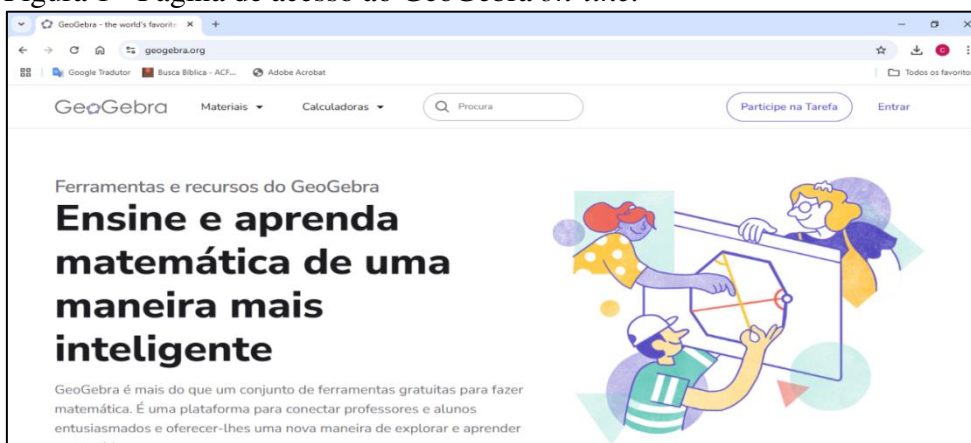 Figura 1 - Página de acesso ao GeoGebra on-line.
GeoGebra - the world's favorite
geogebra.org
Google Tradutor Busca Bíblica - ACF... Adobe Acrobat Todos os favorito
GeoGebra Materiais Calculadoras Procura Participe na Tarefa Entrar
Ferramentas e recursos do GeoGebra
Ensine e aprenda
matemática de uma
maneira mais
inteligente
GeoGebra é mais do que um conjunto de ferramentas gratuitas para fazer
matemática. É uma plataforma para conectar professores e alunos
entusiasmados e oferecer-lhes uma nova maneira de explorar e aprender